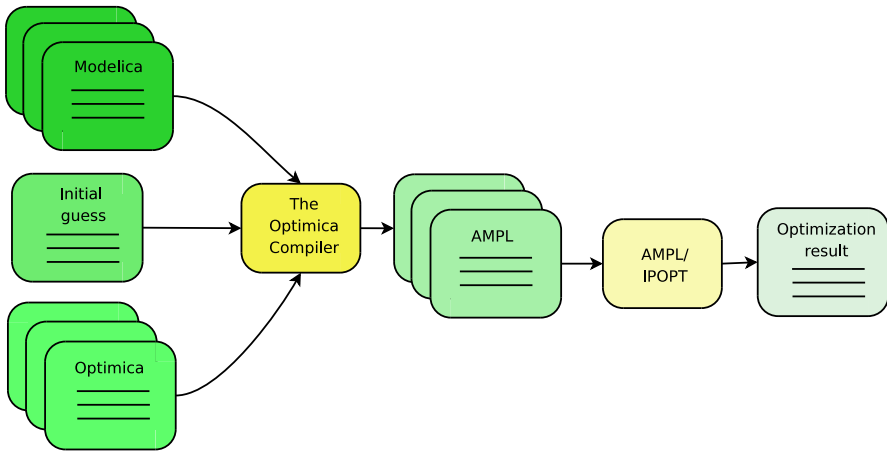 Modelica
Initial
guess
Optimica
The
Optimica
Compiler
AMPL
AMPL/
IPOPT
Optimization
result